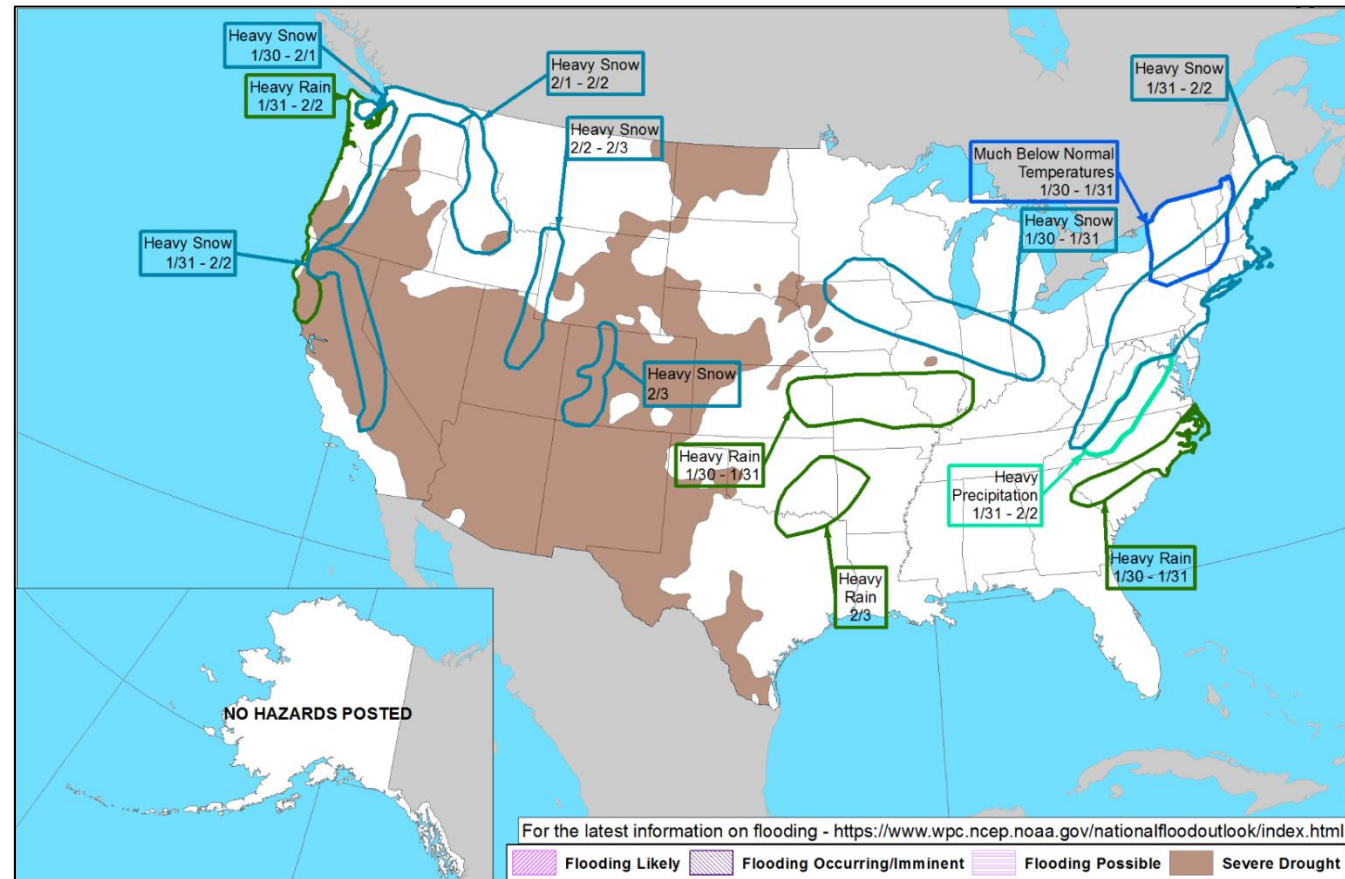 Heavy Snow
1/30 - 2/1
Heavy Rain
1/31 - 2/2
Heavy Snow
2/1 - 2/2
Heavy Snow
2/2 - 2/3
Heavy Snow
1/31 - 2/2
Much Below Normal
Temperatures
1/30 - 1/31
Heavy Snow
1/30 - 1/31
Heavy Snow
1/31 - 2/2
Heavy Snow
2/3
Heavy Rain
1/30 - 1/31
Heavy
Precipitation
1/31 - 2/2
Heavy Rain
1/30 - 1/31
Heavy
Rain
2/3
NO HAZARDS POSTED
For the latest information on flooding - https://www.wpc.ncep.noaa.gov/nationalfloodoutlook/index.html
Flooding Likely
Flooding Occurring/Imminent
Flooding Possible
Severe Drought